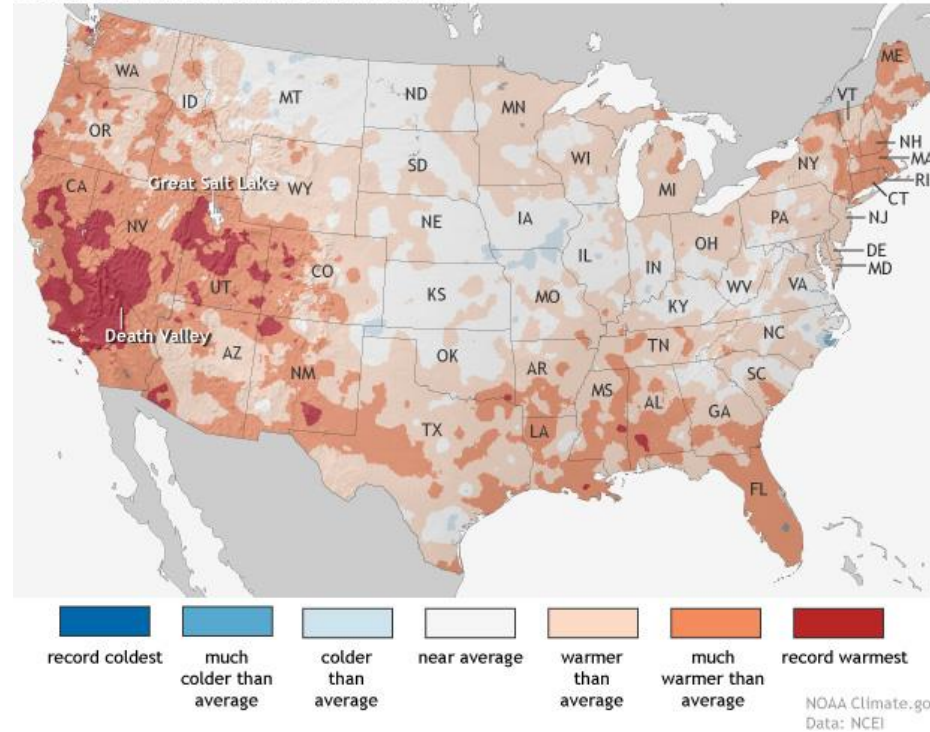 WA
ME
VT
MT
ND
ID
MN
OR
NH
MA
SD
WI
NY
RI
CA
Great Salt Lake
WY
MI
CT
IA
PA
NJ
NV
NE
OH
DE
IL
IN
MD
UT
CO
WV
VA
KS
MO
KY
Death Valley
NC
AZ
OK
TN
NM
AR
SC
MS
AL
GA
TX
LA
FL
record coldest
much
colder than
average
colder
than
average
near average
warmer
than
average
much
warmer than
average
record warmest
NOAA Climate.go
Data: NCEI